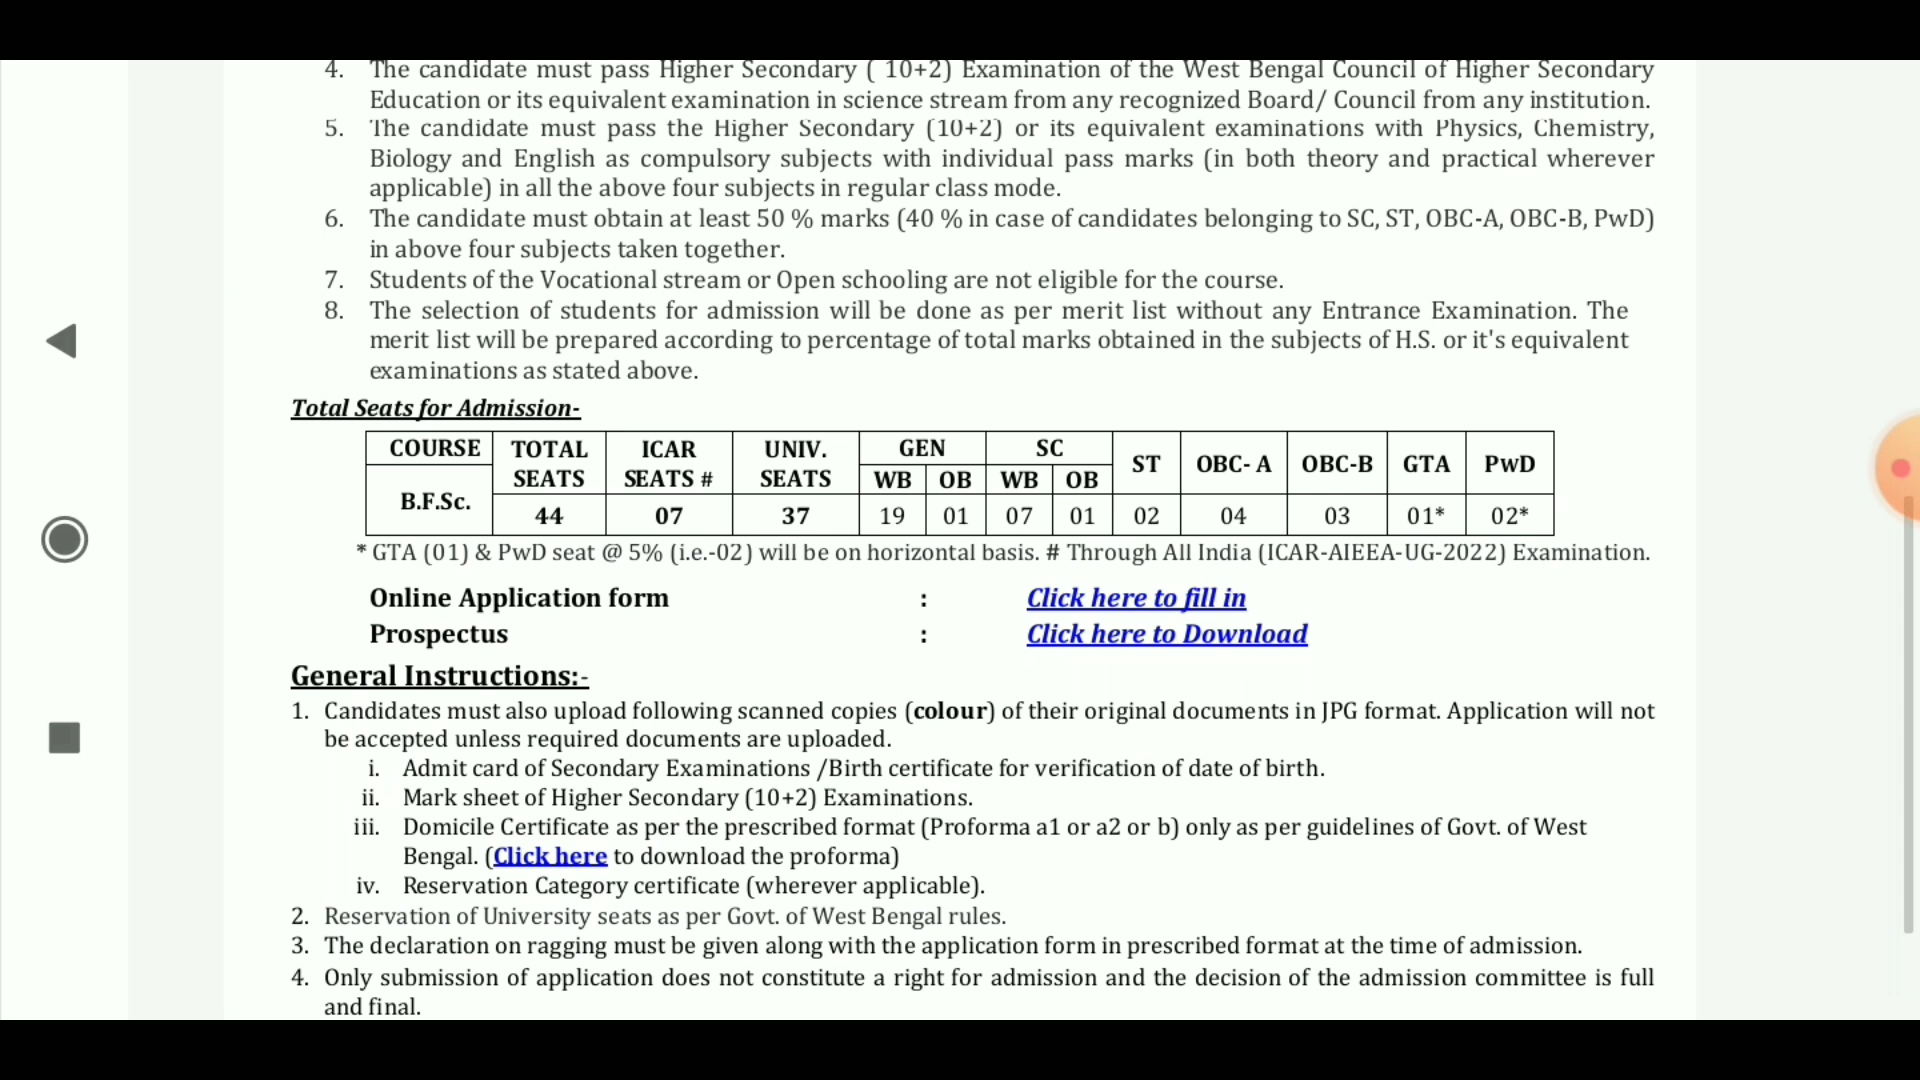 4. The candidate must pass Higher Secondary ( 10+2) Examination of the West Bengal Council of Higher Secondary
Education or its equivalent examination in science stream from any recognized Board/ Council from any institution.
5. The candidate must pass the Higher Secondary (10+2) or its equivalent examinations with Physics, Chemistry,
Biology and English as compulsory subjects with individual pass marks (in both theory and practical wherever
applicable) in all the above four subjects in regular class mode.
6. The candidate must obtain at least 50 % marks (40 % in case of candidates belonging to SC, ST, OBC-A, OBC-B, PwD)
in above four subjects taken together.
7. Students of the Vocational stream or Open schooling are not eligible for the course.
8. The selection of students for admission will be done as per merit list without any Entrance Examination. The
merit list will be prepared according to percentage of total marks obtained in the subjects of H.S. or it's equivalent
examinations as stated above.
Total Seats for Admission-
COURSE TOTAL SEATS ICAR SEATS # UNIV. SEATS GEN SC ST OBC- A OBC-B GTA PwD
WB OB WB OB
B.F.Sc. 44 07 37 19 01 07 01 02 04 03 01* 02*
* GTA (01) & PwD seat @ 5% (i.e.-02) will be on horizontal basis. # Through All India (ICAR-AIEEA-UG-2022) Examination.
Online Application form : Click here to fill in
Prospectus : Click here to Download
General Instructions:-
1. Candidates must also upload following scanned copies (colour) of their original documents in JPG format. Application will not
be accepted unless required documents are uploaded.
i. Admit card of Secondary Examinations /Birth certificate for verification of date of birth.
ii. Mark sheet of Higher Secondary (10+2) Examinations.
iii. Domicile Certificate as per the prescribed format (Proforma a1 or a2 or b) only as per guidelines of Govt. of West
Bengal. (Click here to download the proforma)
iv. Reservation Category certificate (wherever applicable).
2. Reservation of University seats as per Govt. of West Bengal rules.
3. The declaration on ragging must be given along with the application form in prescribed format at the time of admission.
4. Only submission of application does not constitute a right for admission and the decision of the admission committee is full
and final.